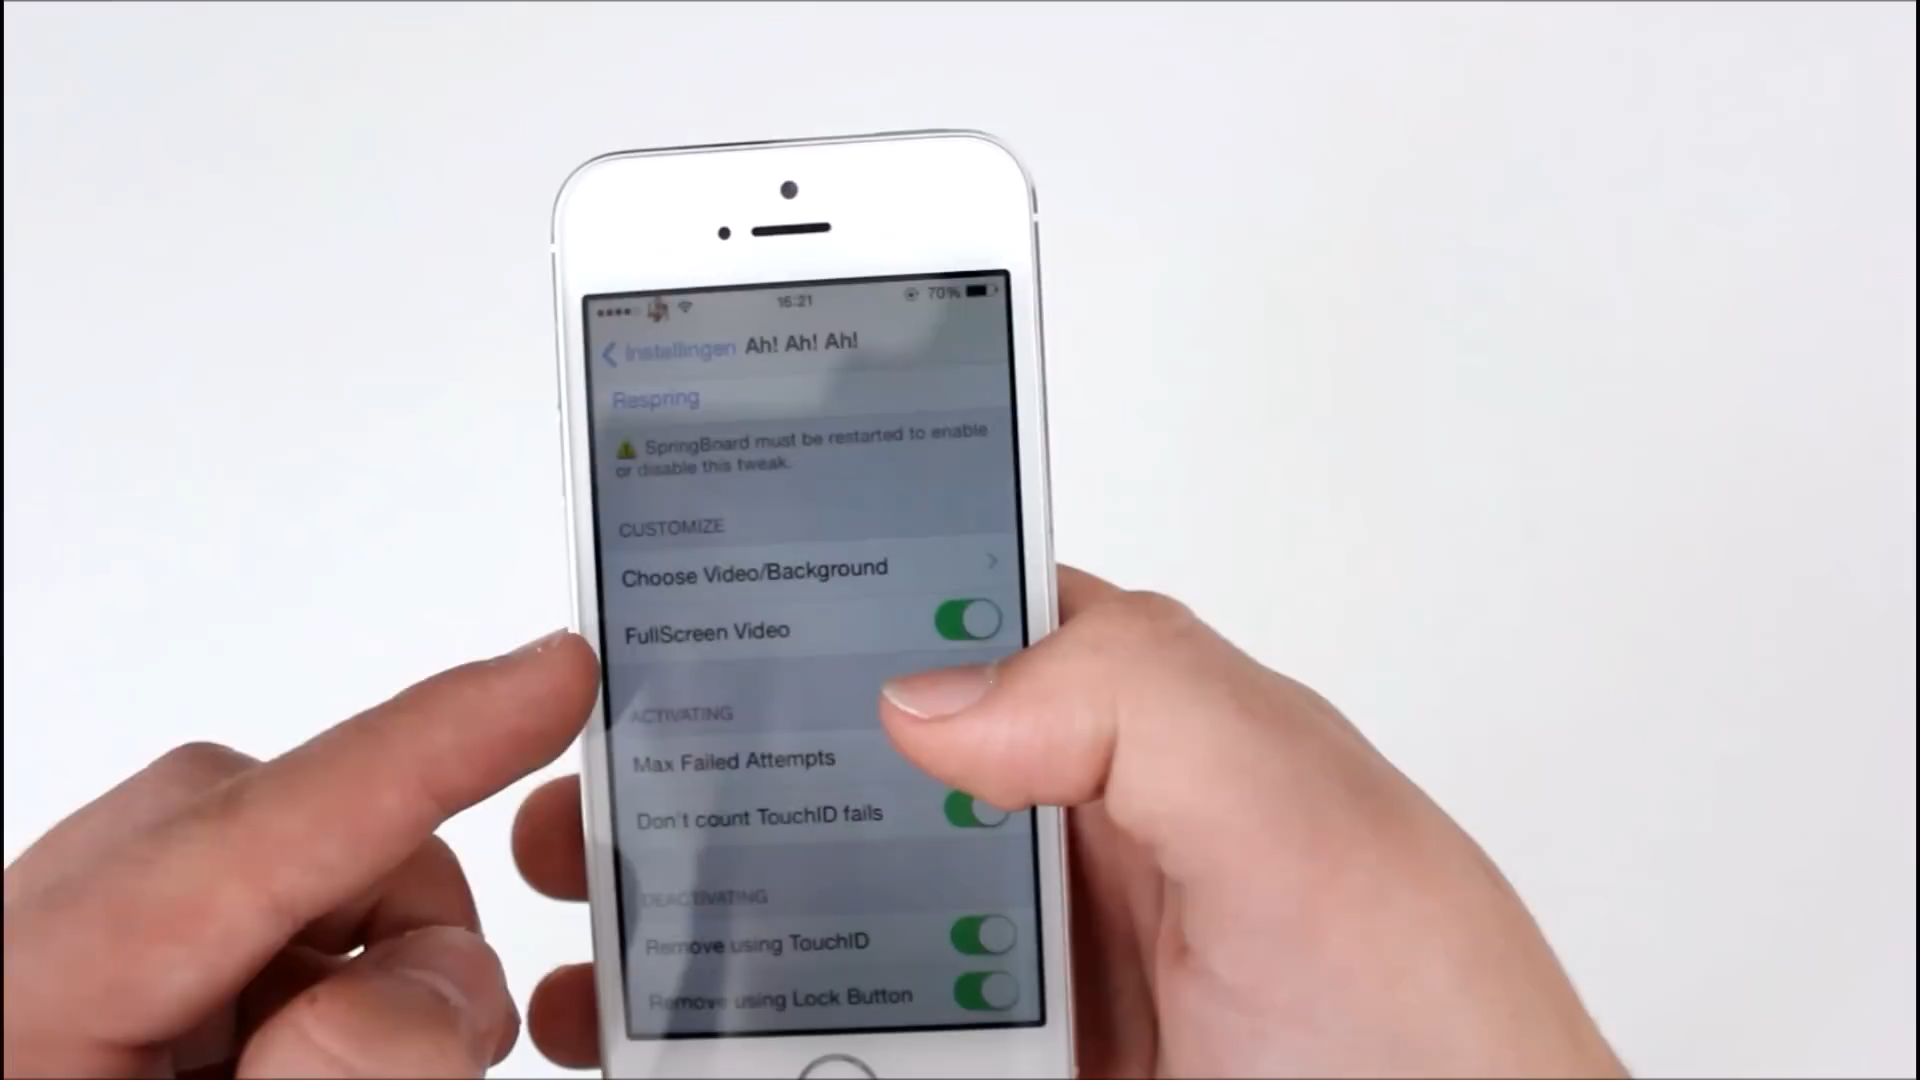 16:21
70%
Instellingen Ah! Ah! Ah!
Respring
SpringBoard must be restarted to enable
or disable this tweak.
CUSTOMIZE
Choose Video/Background
FullScreen Video
ACTIVATING
Max Failed Attempts
Don't count TouchID fails
DEACTIVATING
Remove using TouchID
Remove using Lock Button